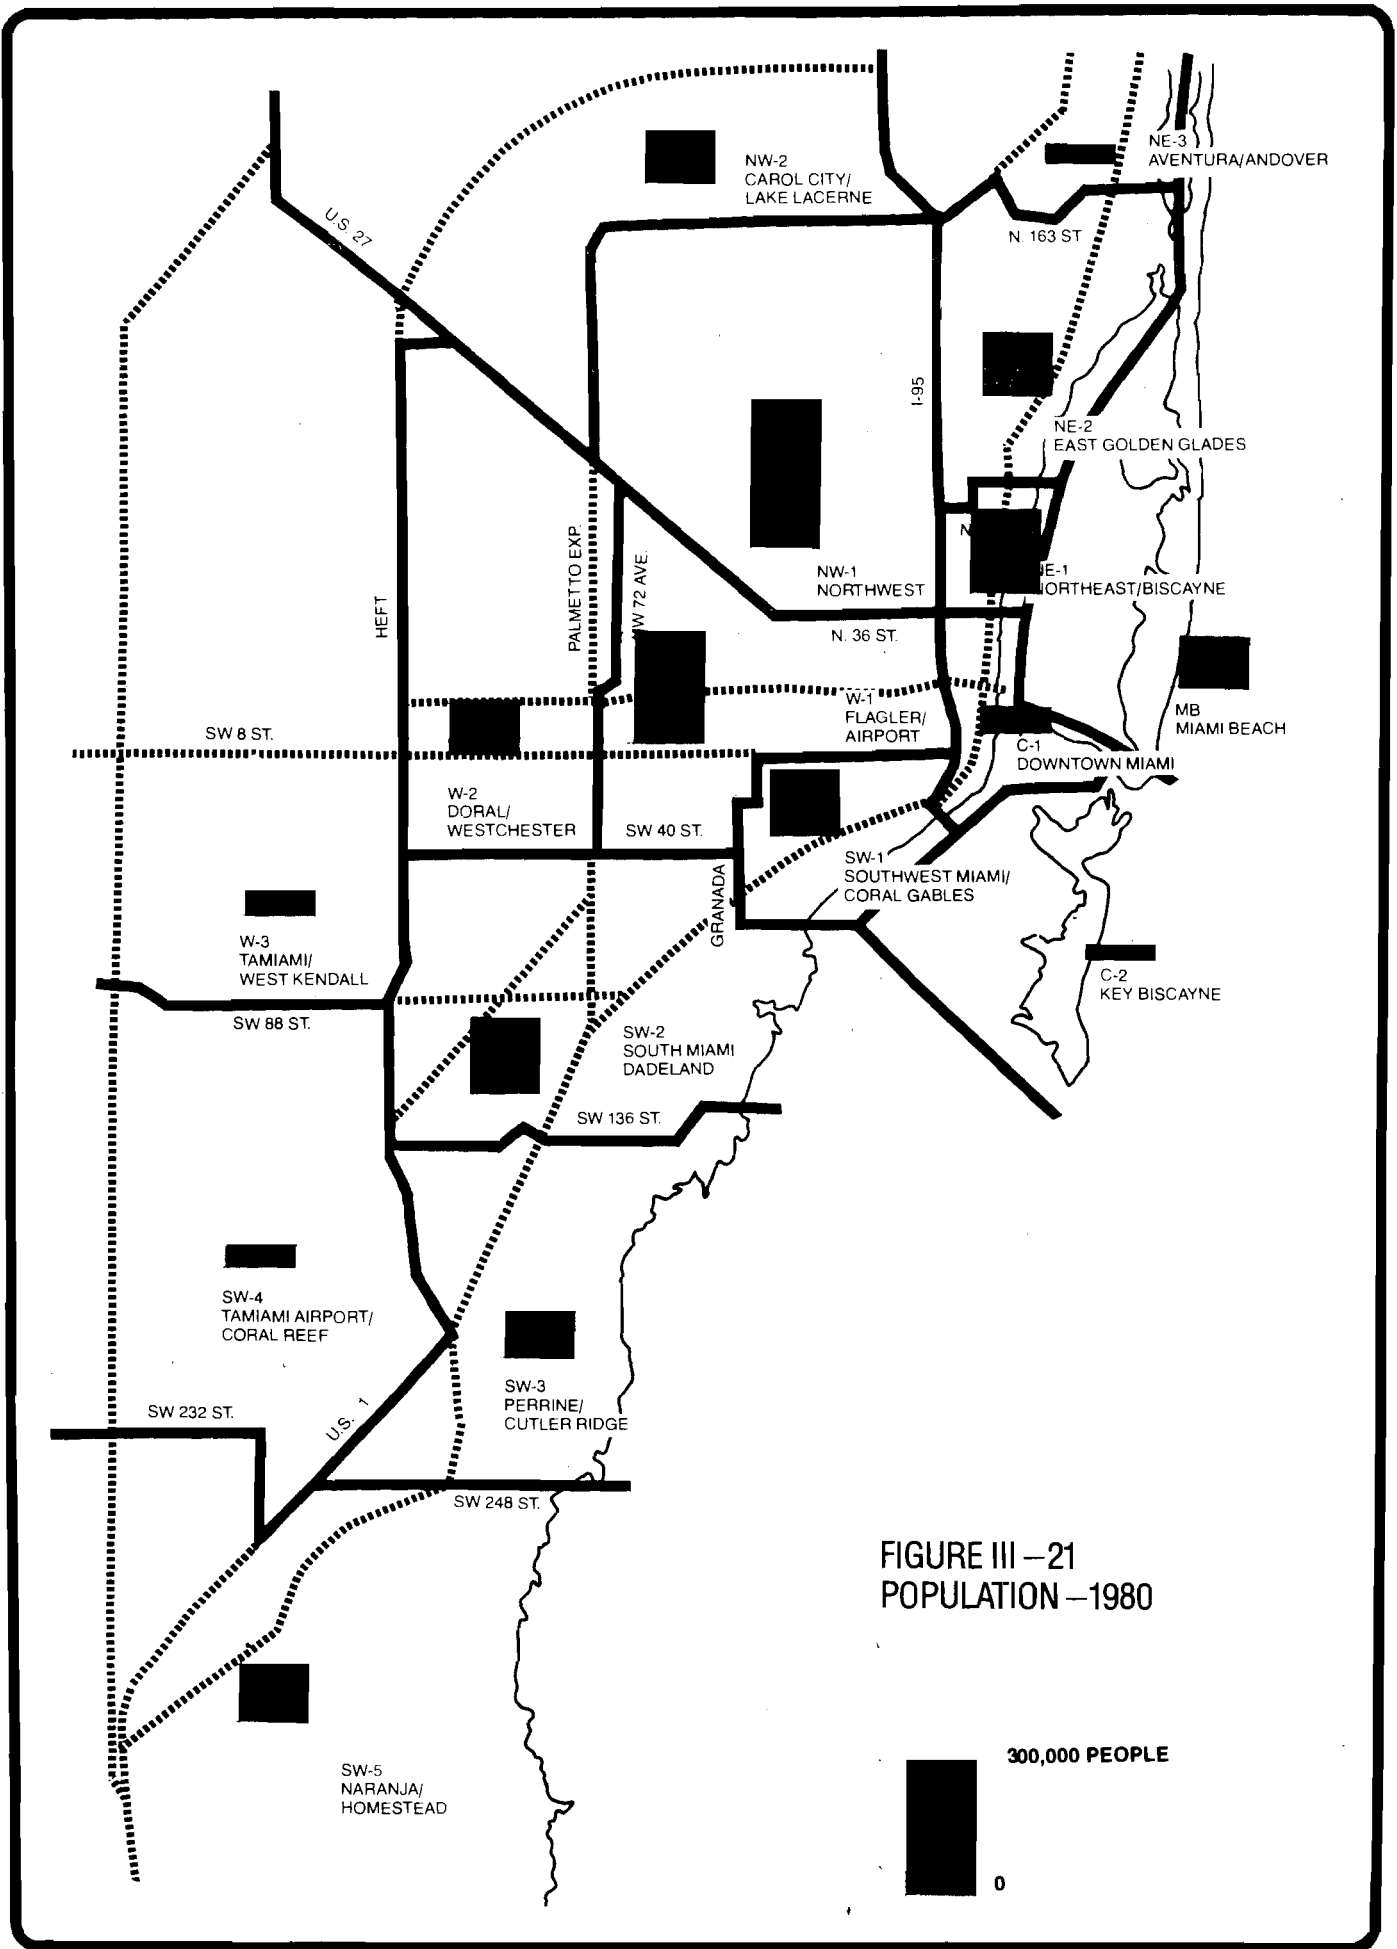 NE-3
AVENTURA/ANDOVER
NW-2
CAROL CITY/
LAKE LACERNE
U.S. 27
N. 163 ST
I-95
NE-2
EAST GOLDEN GLADES
PALMETTO EXP.
NW 72 AVE.
HEFT
NW-1
NORTHWEST
NE-1
NORTHEAST/BISCAYNE
N. 36 ST.
W-1
FLAGLER/
AIRPORT
MB
MIAMI BEACH
SW 8 ST.
C-1
DOWNTOWN MIAMI
W-2
DORAL/
WESTCHESTER
SW 40 ST.
SW-1
SOUTHWEST MIAMI/
CORAL GABLES
GRANADA
W-3
TAMIAMI/
WEST KENDALL
C-2
KEY BISCAYNE
SW 88 ST.
SW-2
SOUTH MIAMI
DADELAND
SW 136 ST.
SW-4
TAMIAMI AIRPORT/
CORAL REEF
SW-3
PERRINE/
CUTLER RIDGE
SW 232 ST.
U.S. 1
SW 248 ST.
FIGURE III –21
POPULATION –1980
SW-5
NARANJA/
HOMESTEAD
300,000 PEOPLE
0